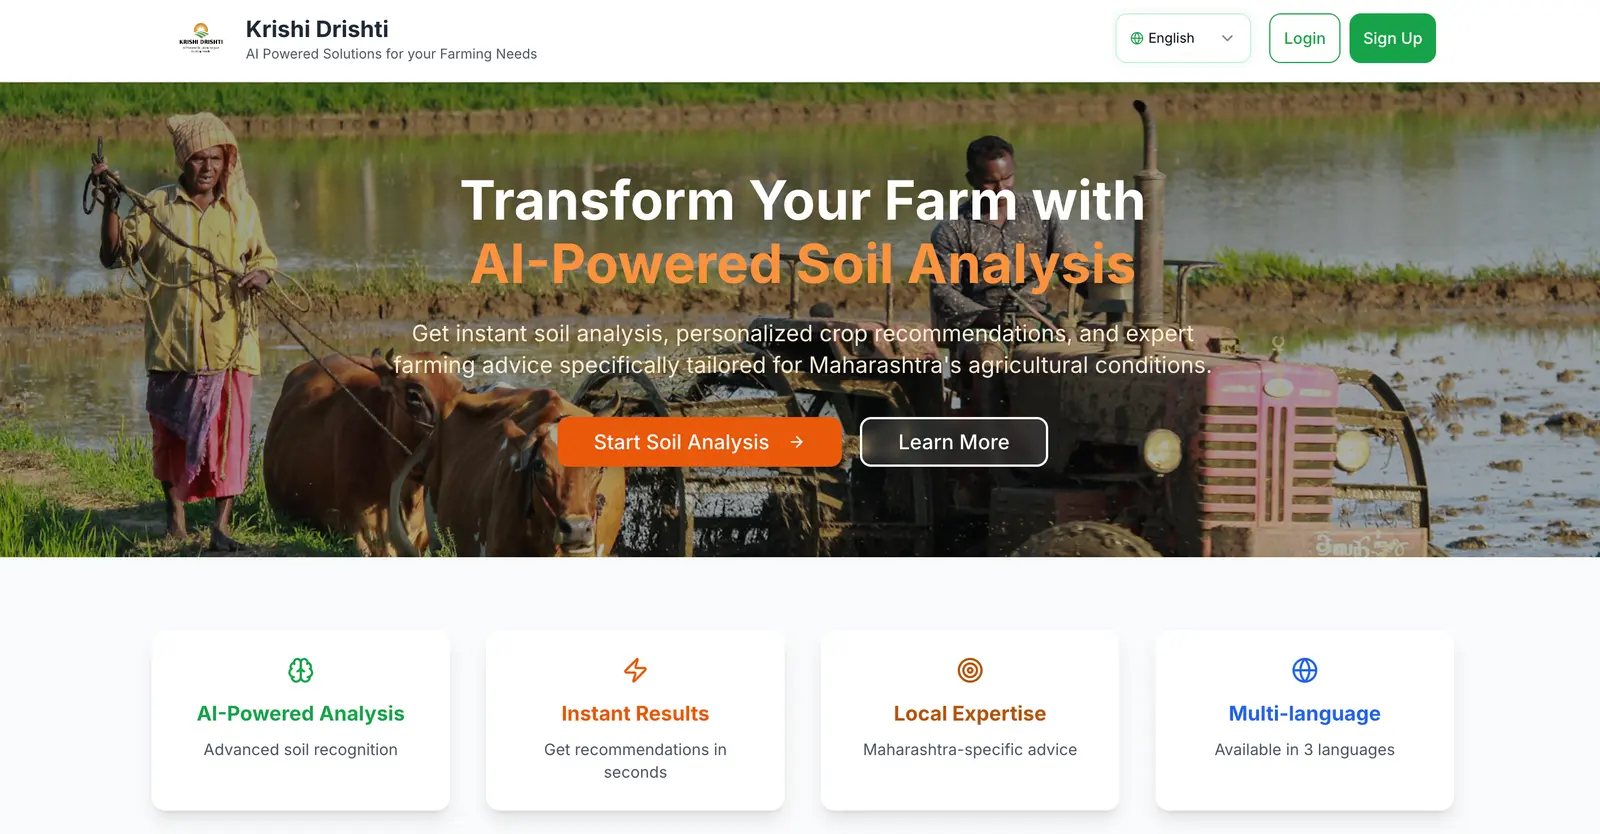 KRISHI DRISHTI
Krishi Drishti
AI Powered Solutions for your Farming Needs
English
Login
Sign Up
Transform Your Farm with
AI-Powered Soil Analysis
Get instant soil analysis, personalized crop recommendations, and expert
farming advice specifically tailored for Maharashtra's agricultural conditions.
Start Soil Analysis →
Learn More
AI-Powered Analysis
Advanced soil recognition
Instant Results
Get recommendations in
seconds
Local Expertise
Maharashtra-specific advice
Multi-language
Available in 3 languages